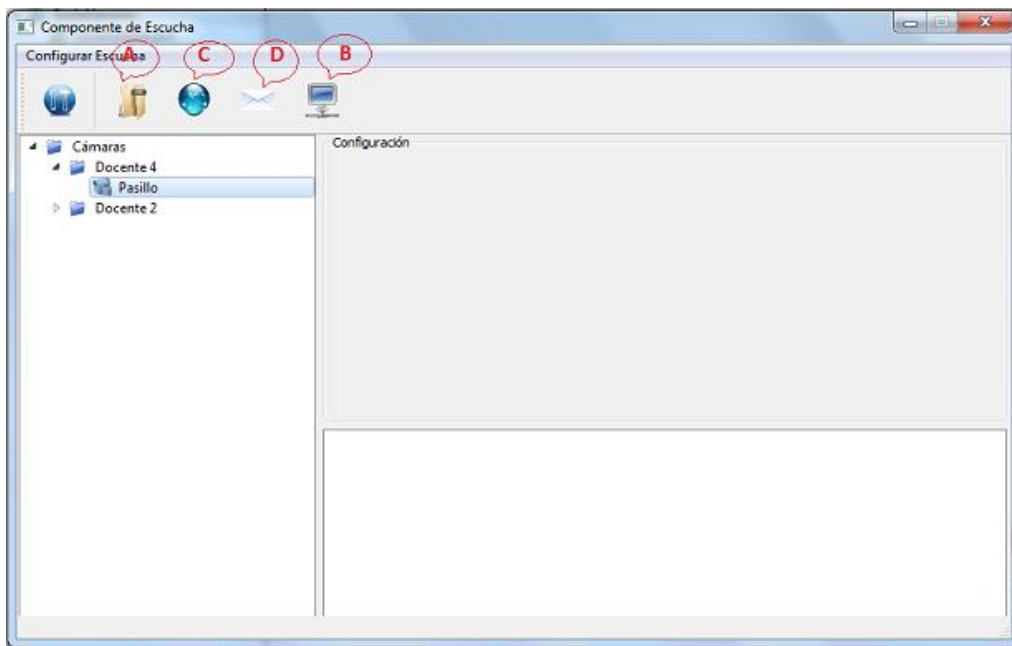 Componente de Escucha
Configurar Escucha
A
C
D
B
Cámaras
Docente 4
Pasillo
Docente 2
Configuración